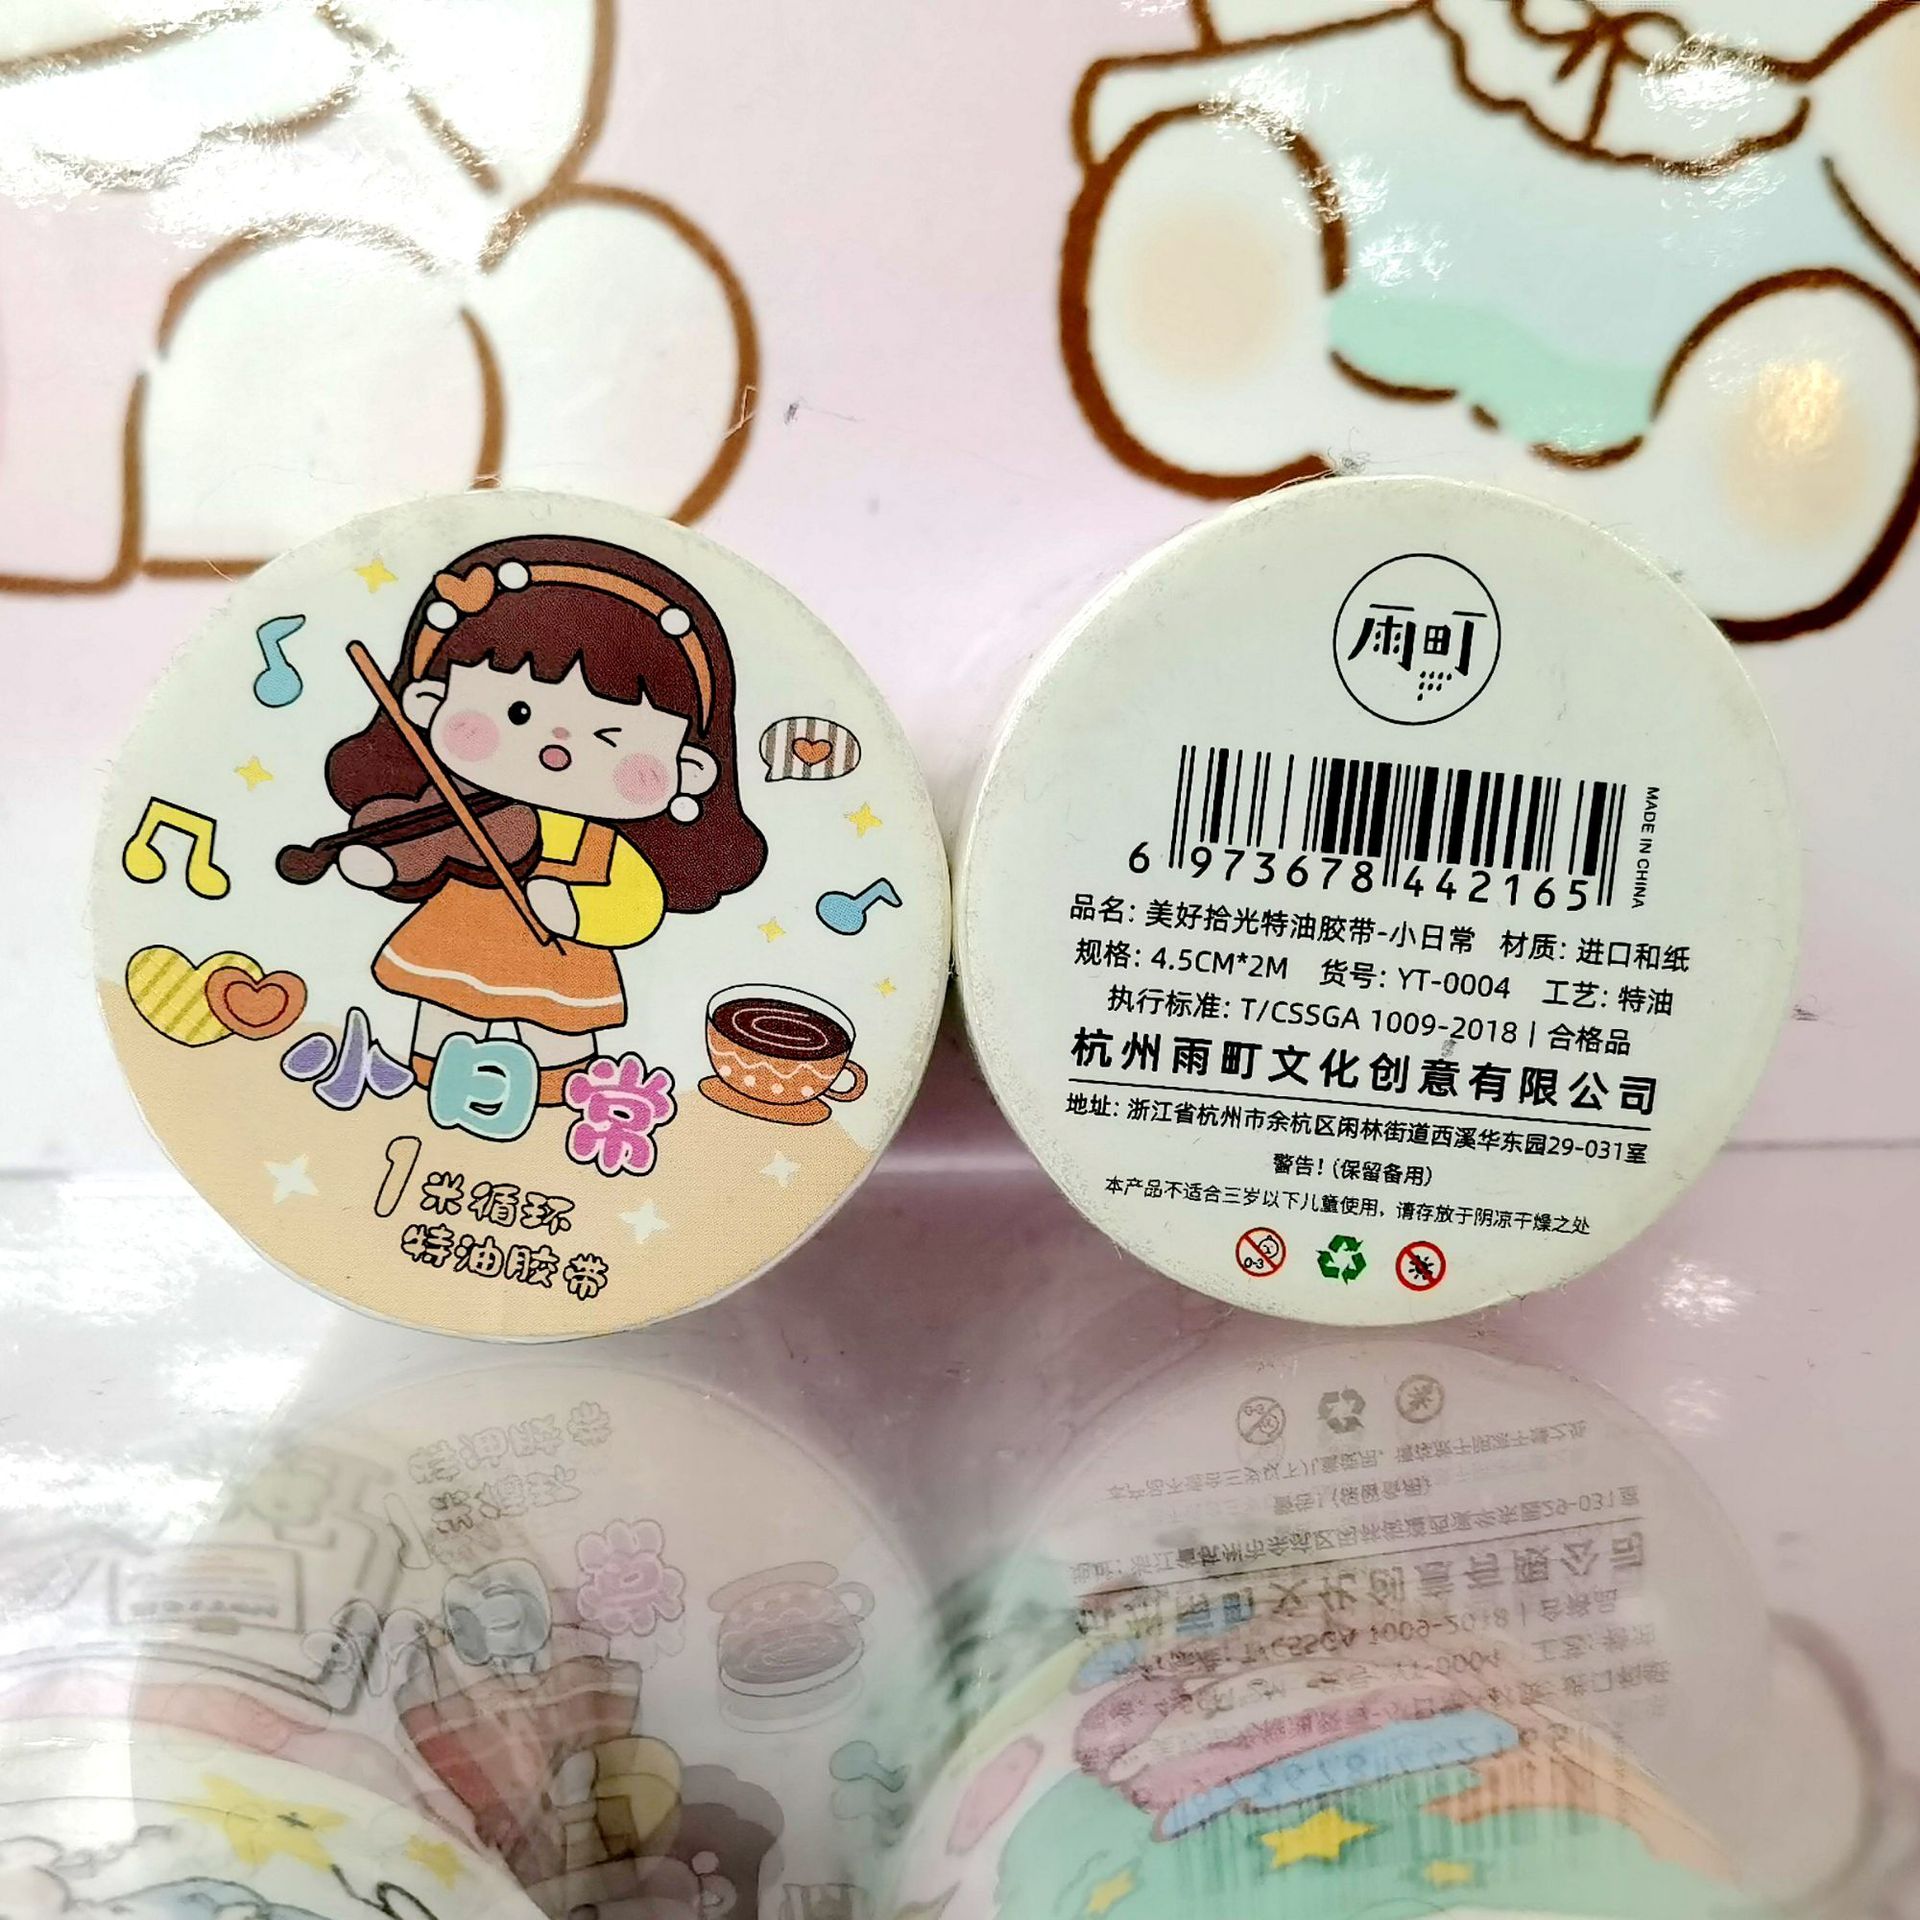 小日常
1米循环
特油胶带
雨町
MADE IN CHINA
6 973678 442165
品名: 美好拾光特油胶带-小日常 材质: 进口和纸
规格: 4.5CM*2M 货号: YT-0004 工艺: 特油
执行标准: T/CSSGA 1009-2018 | 合格品
杭州雨町文化创意有限公司
地址: 浙江省杭州市余杭区闲林街道西溪华东园29-031室
警告! (保留备用)
本产品不适合三岁以下儿童使用, 请存放于阴凉干燥之处
0-3